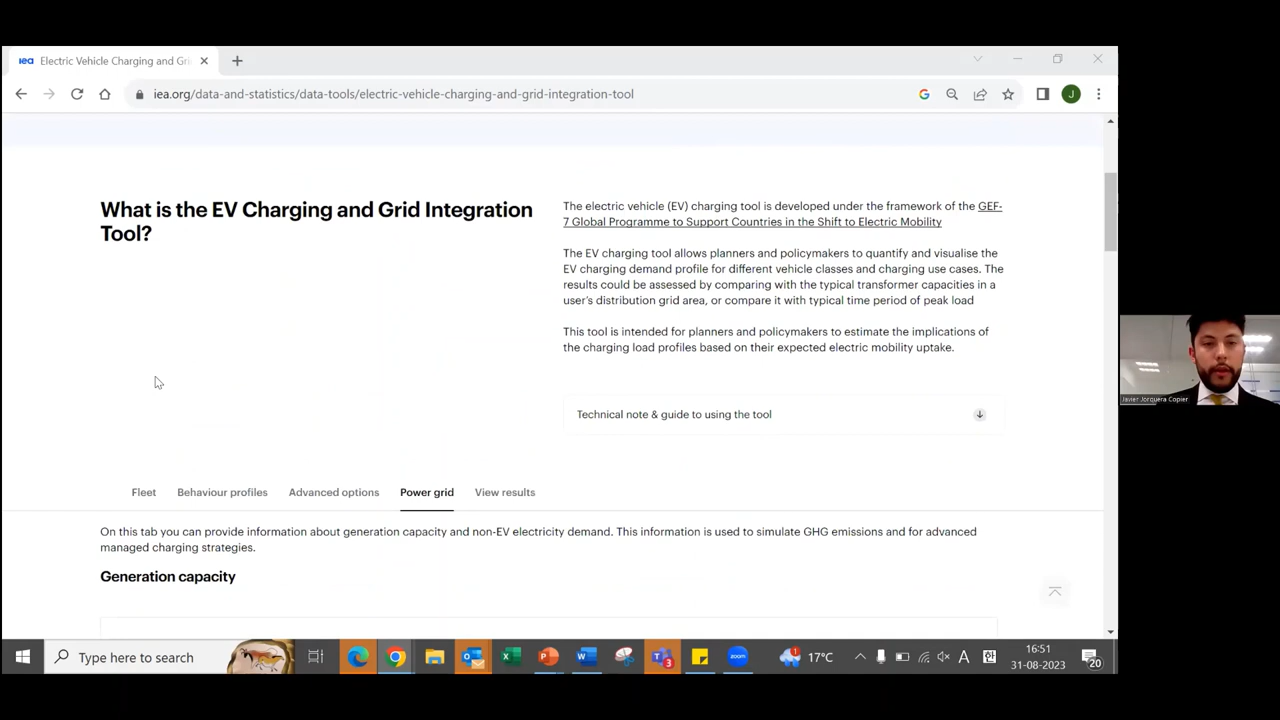 iea Electric Vehicle Charging and Gri
iea.org/data-and-statistics/data-tools/electric-vehicle-charging-and-grid-integration-tool
J
What is the EV Charging and Grid Integration
Tool?
The electric vehicle (EV) charging tool is developed under the framework of the GEF-
7 Global Programme to Support Countries in the Shift to Electric Mobility
The EV charging tool allows planners and policymakers to quantify and visualise the
EV charging demand profile for different vehicle classes and charging use cases. The
results could be assessed by comparing with the typical transformer capacities in a
user's distribution grid area, or compare it with typical time period of peak load
This tool is intended for planners and policymakers to estimate the implications of
the charging load profiles based on their expected electric mobility uptake.
Technical note & guide to using the tool
Fleet Behaviour profiles Advanced options Power grid View results
On this tab you can provide information about generation capacity and non-EV electricity demand. This information is used to simulate GHG emissions and for advanced
managed charging strategies.
Generation capacity
Javier Jorquera Copier
Type here to search
3
zoom
1
17°C
A
한
16:51
31-08-2023
20